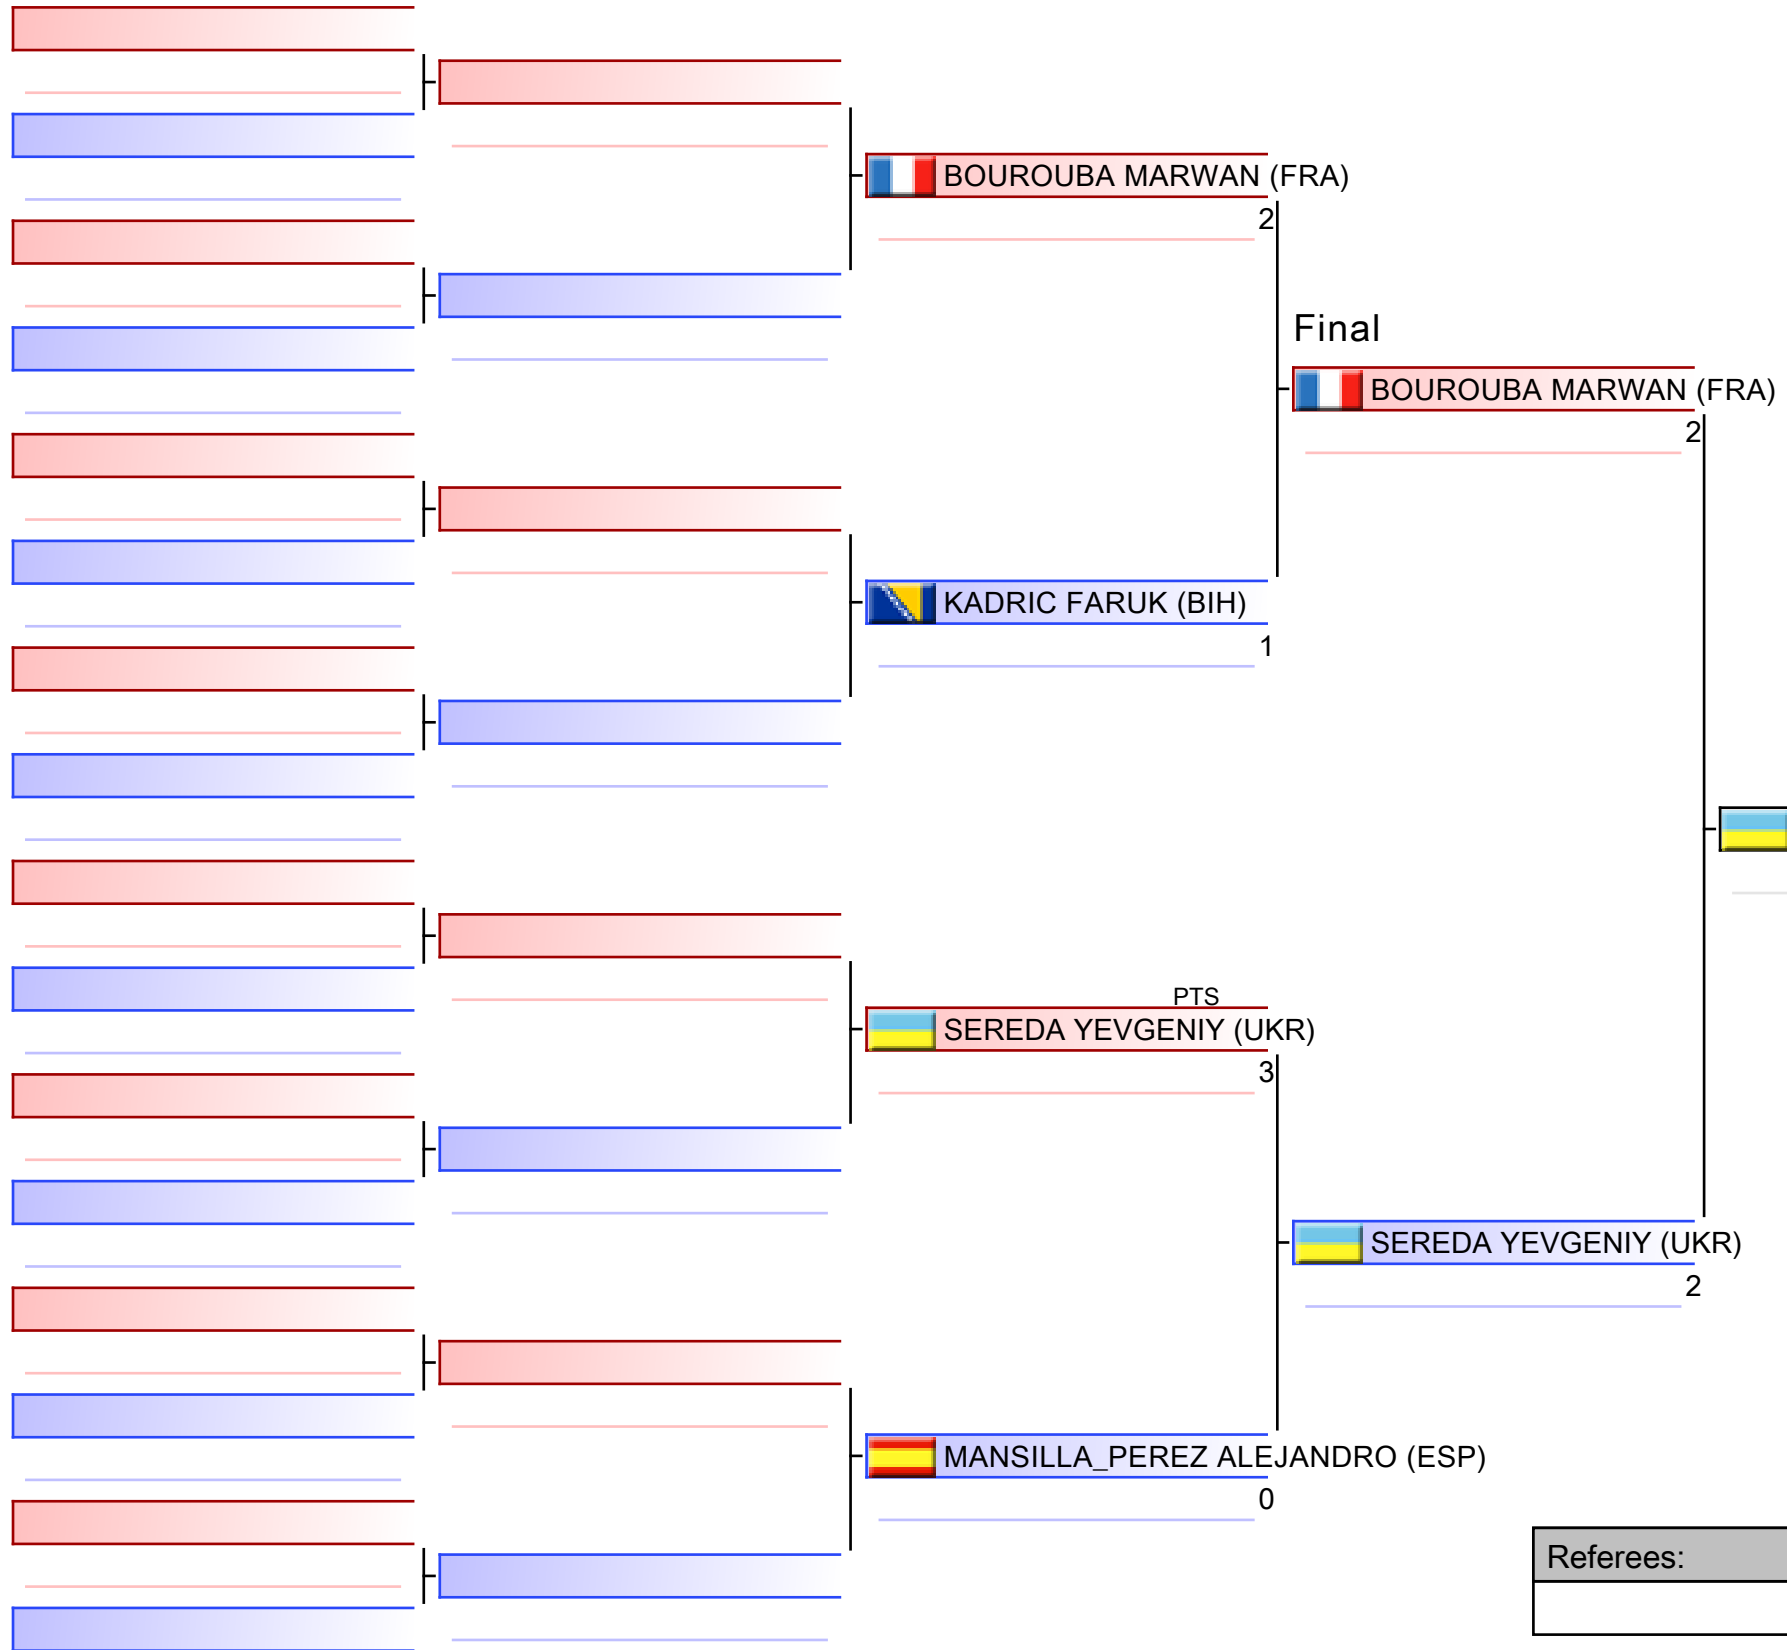 BOUROUBA MARWAN (FRA)
2
Final
BOUROUBA MARWAN (FRA)
2
KADRIC FARUK (BIH)
1
PTS
SEREDA YEVGENIY (UKR)
3
SEREDA YEVGENIY (UKR)
2
MANSILLA_PEREZ ALEJANDRO (ESP)
0
Referees: